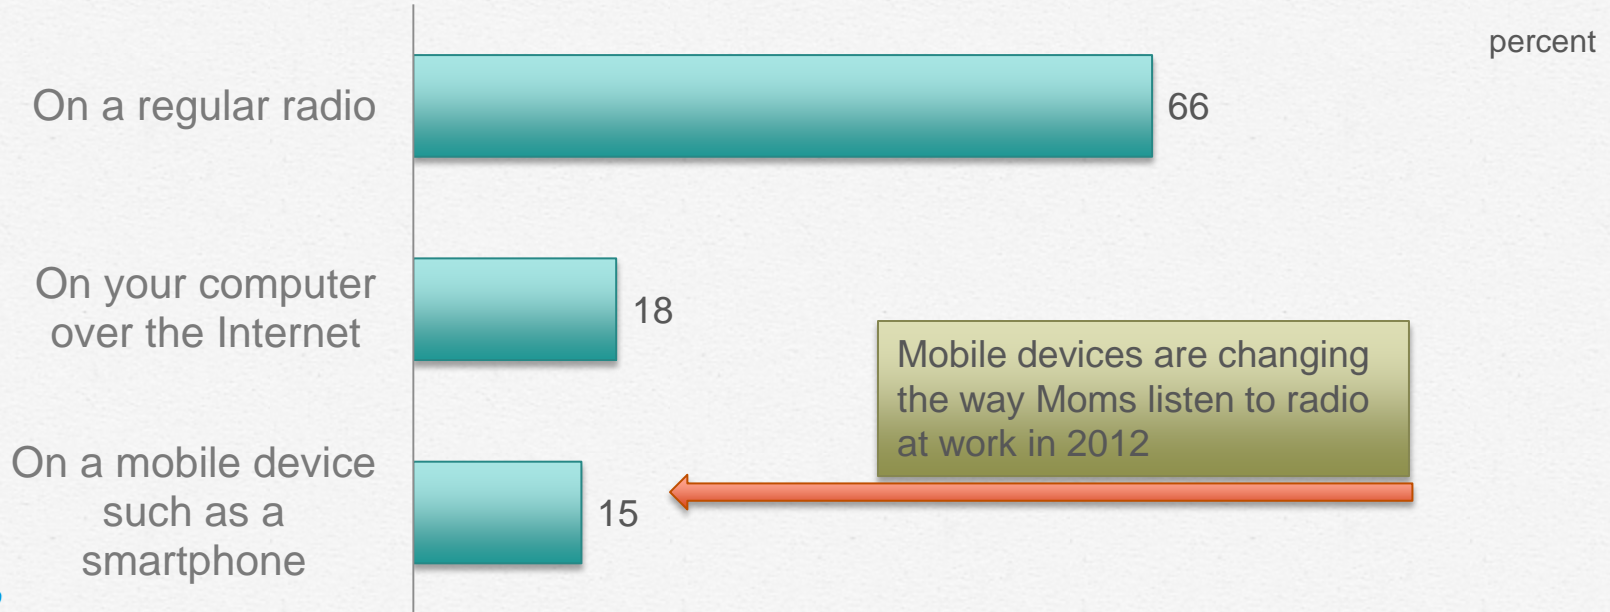 percent
On a regular radio
66
On your computer
over the Internet
18
Mobile devices are changing
the way Moms listen to radio
at work in 2012
On a mobile device
such as a
smartphone
15